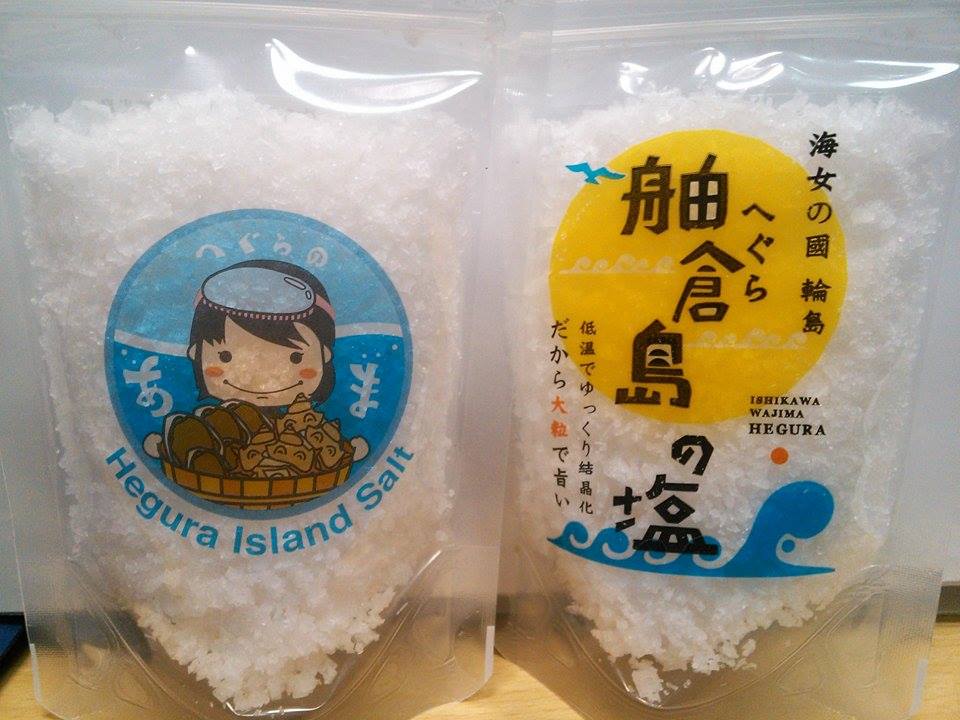 へぐらの
あま
Hegura Island Salt
海女の國 輪島
舳倉島の塩
へぐら
低温でゆっくり結晶化
だから大粒で旨い
ISHIKAWA
WAJIMA
HEGURA